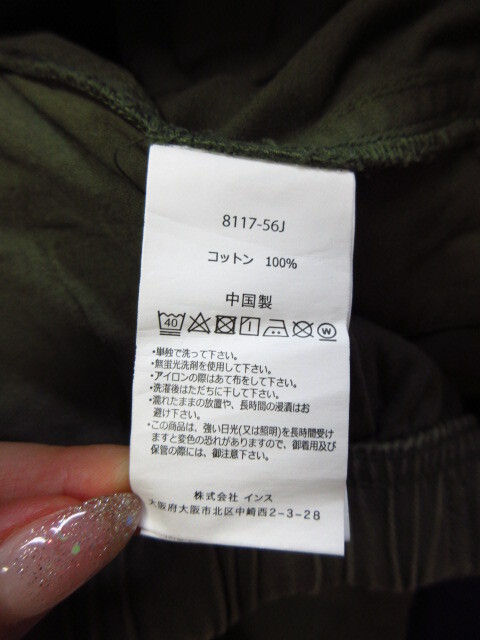 8117-56J
コットン 100%
中国製
40 W
・単独で洗って下さい。
・無蛍光洗剤を使用して下さい。
・アイロンの際はあて布をして下さい。
・洗濯後はただちに干して下さい。
・濡れたままの放置や、長時間の浸漬はお
避け下さい。
・この商品は、強い日光(又は照明)を長時間受け
ますと変色の恐れがありますので、御着用及び
保管の際には、御注意下さい。
株式会社 インス
大阪府大阪市北区中崎西2-3-28